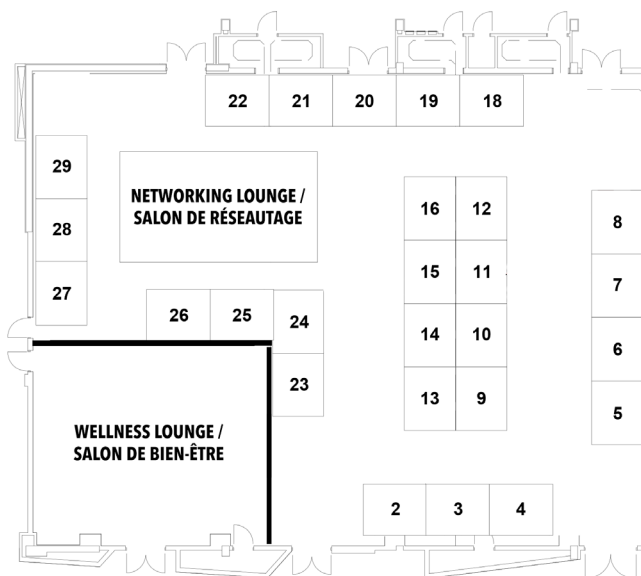 22 21 20 19 18
29
NETWORKING LOUNGE /
SALON DE RÉSEAUTAGE
16 12
8
28
15 11
7
27
26 25 24
14 10
6
23
13 9
5
WELLNESS LOUNGE /
SALON DE BIEN-ÊTRE
2 3 4